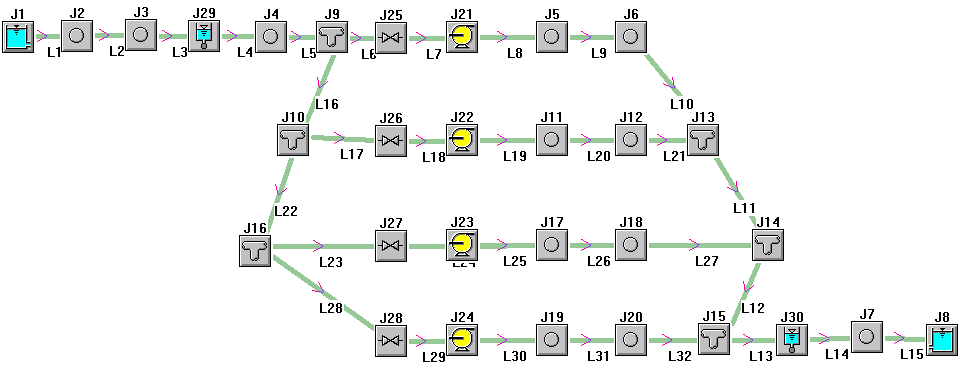 J1 J2 J3 J29 J4 J9 J25 J21 J5 J6
L1 L2 L3 L4 L5 L6 L7 L8 L9
L16 L10
J10 J26 J22 J11 J12 J13
L17 L18 L19 L20 L21
L22 L11
J16 J27 J23 J17 J18 J14
L23 L24 L25 L26 L27
L28 L12
J28 J24 J19 J20 J15 J30 J7 J8
L29 L30 L31 L32 L13 L14 L15